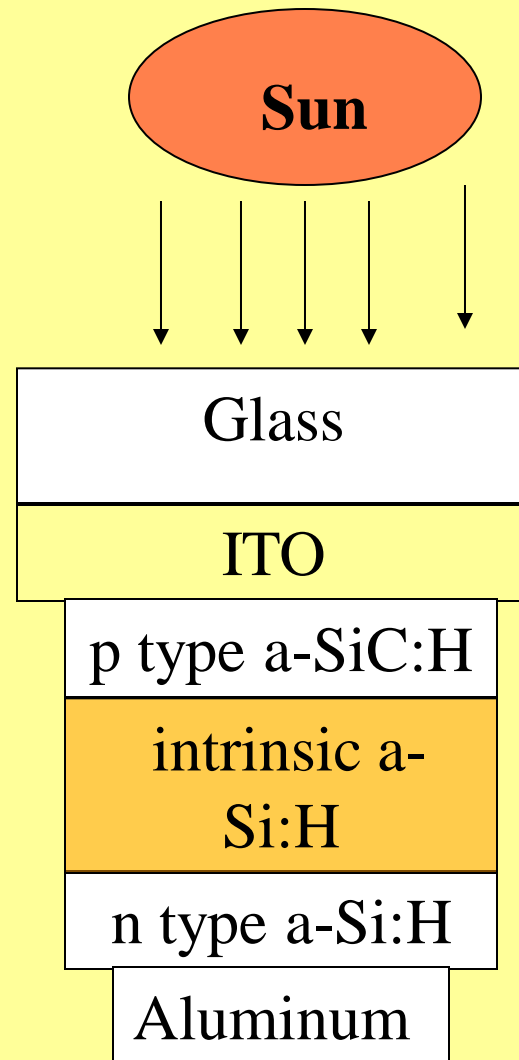 Sun
Glass
ITO
p type a-SiC:H
intrinsic a-
Si:H
n type a-Si:H
Aluminum